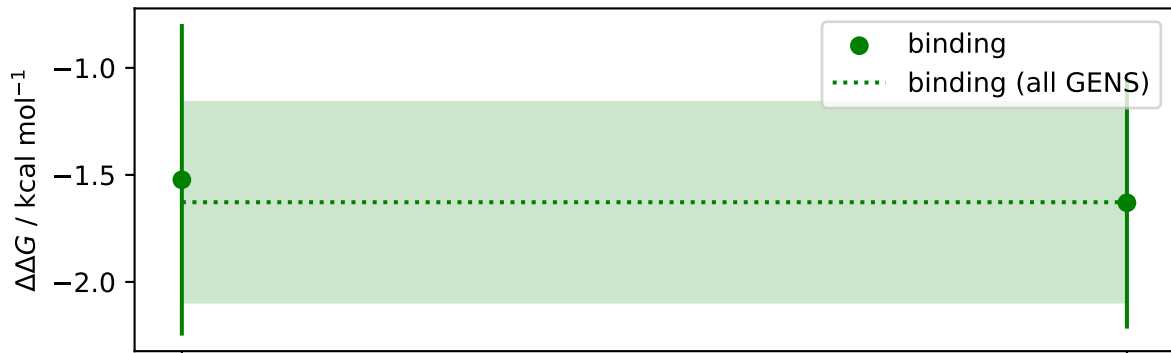 ΔΔG / kcal mol⁻¹
−1.0
−1.5
−2.0
binding
binding (all GENS)